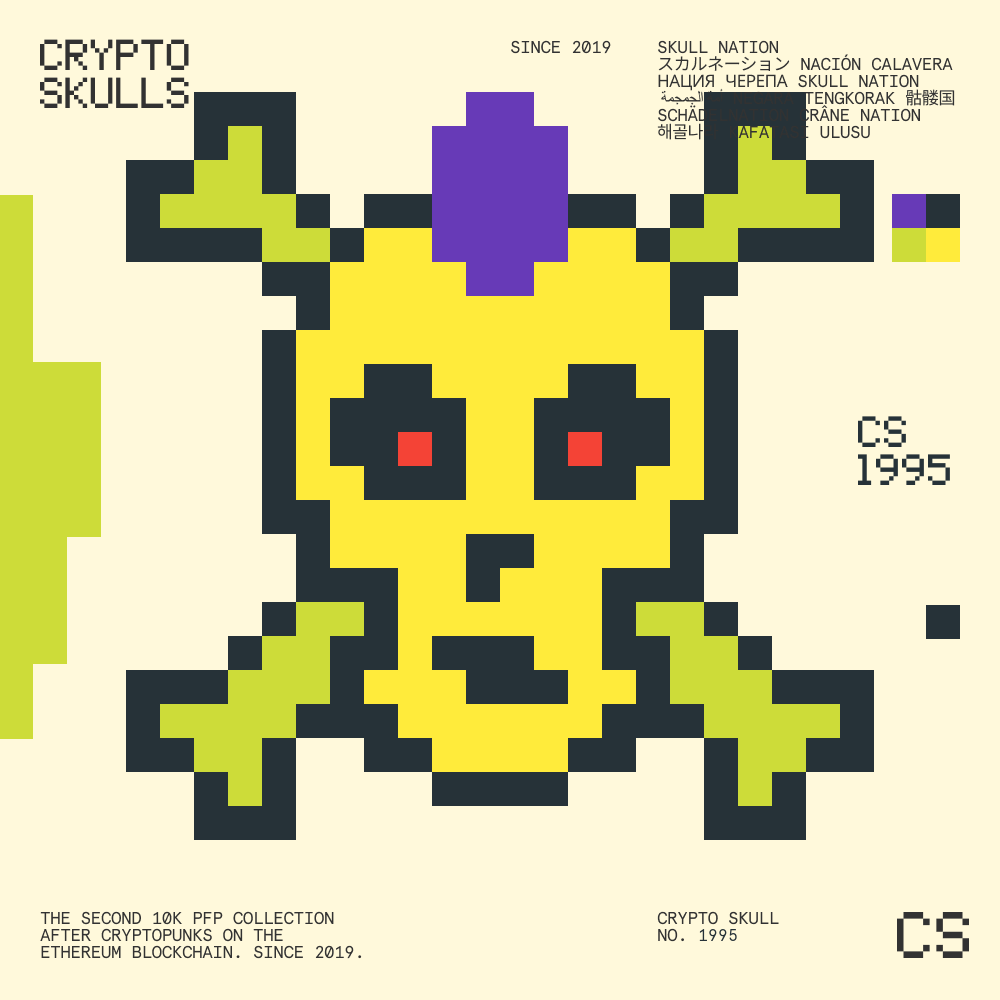 CRYPTO
SKULLS
SINCE 2019
SKULL NATION
スカルネーション NACIÓN CALAVERA
НАЦИЯ ЧЕРЕПА SKULL NATION
الجمجمة TENGKORAK 骷髅国
CRÂNE NATION
해골나 ULUSU
CS
1995
THE SECOND 10K PFP COLLECTION
AFTER CRYPTOPUNKS ON THE
ETHEREUM BLOCKCHAIN. SINCE 2019.
CRYPTO SKULL
NO. 1995
CS